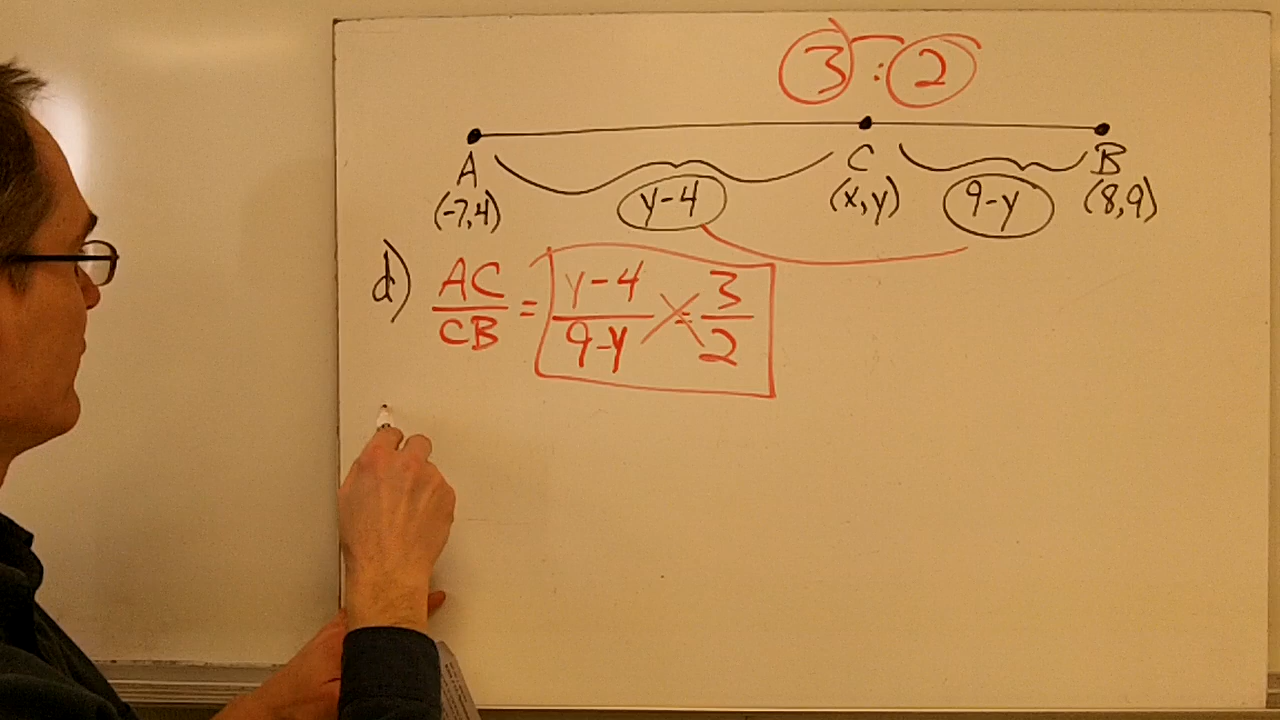 3 : 2
A C B
(-7,4) y-4 (x,y) 9-y (8,9)
d) AC/CB = y-4/9-y = 3/2